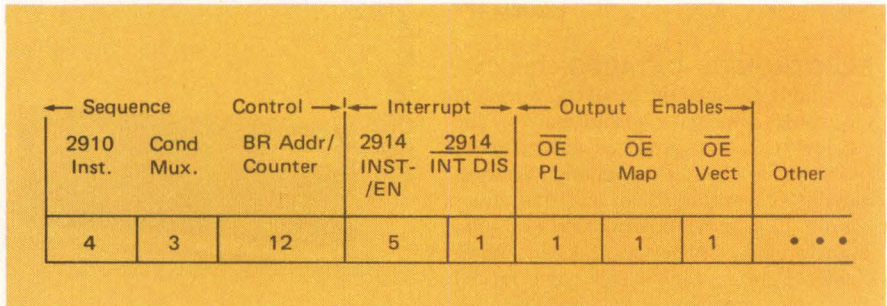 ← Sequence Control → ← Interrupt → ← Output Enables →
2910 Cond BR Addr/ 2914 2914 OE OE OE
Inst. Mux. Counter INST- INT DIS PL Map Vect Other
/EN
4 3 12 5 1 1 1 1 • • •